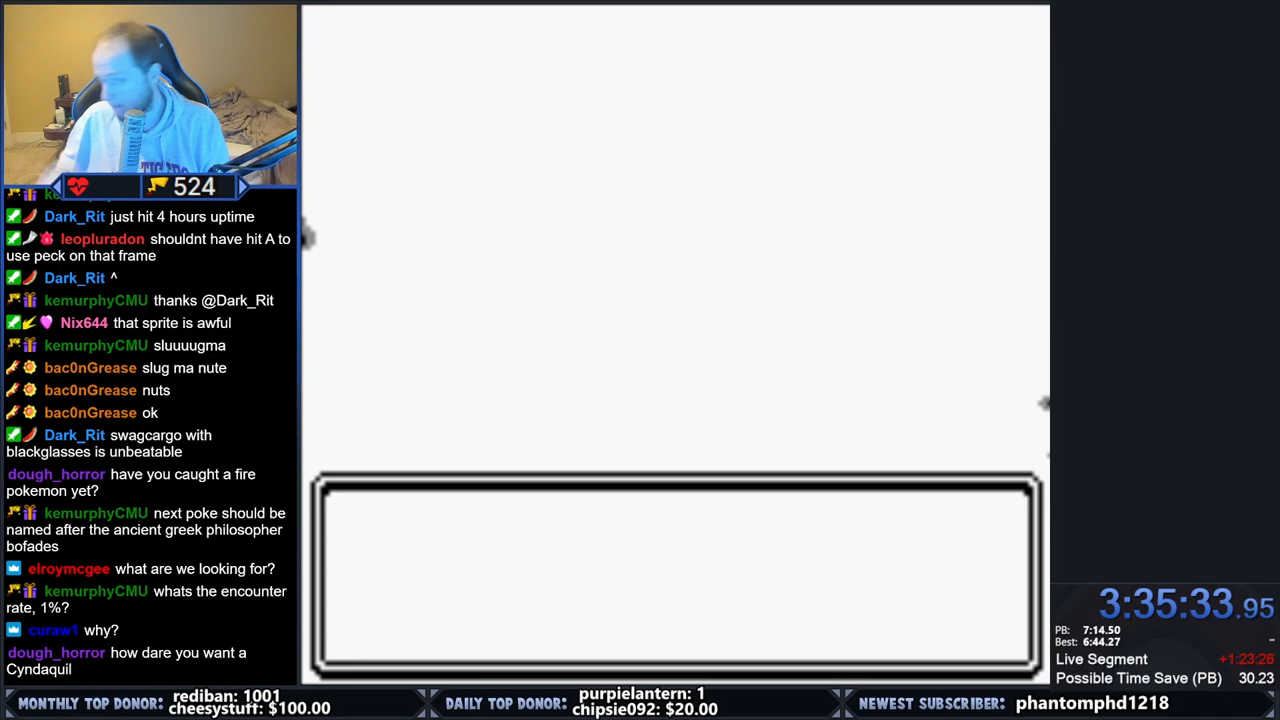 TIGERS
524
Dark_Rit just hit 4 hours uptime
leopluradon shouldnt have hit A to
use peck on that frame
Dark_Rit ^
kemurphyCMU thanks @Dark_Rit
Nix644 that sprite is awful
kemurphyCMU sluuuugma
bac0nGrease slug ma nute
bac0nGrease nuts
bac0nGrease ok
Dark_Rit swagcargo with
blackglasses is unbeatable
dough_horror have you caught a fire
pokemon yet?
kemurphyCMU next poke should be
named after the ancient greek philosopher
bofades
elroymcgee what are we looking for?
kemurphyCMU whats the encounter
rate, 1%?
curaw1 why?
dough_horror how dare you want a
Cyndaquil
3:35:33.95
PB: 7:14.50
Best: 6:44.27 -
Live Segment +1:23:26
Possible Time Save (PB) 30.23
MONTHLY TOP DONOR: rediban: 1001
cheesystuff: $100.00
DAILY TOP DONOR: purpielantern: 1
chipsie092: $20.00
NEWEST SUBSCRIBER: phantomphd1218